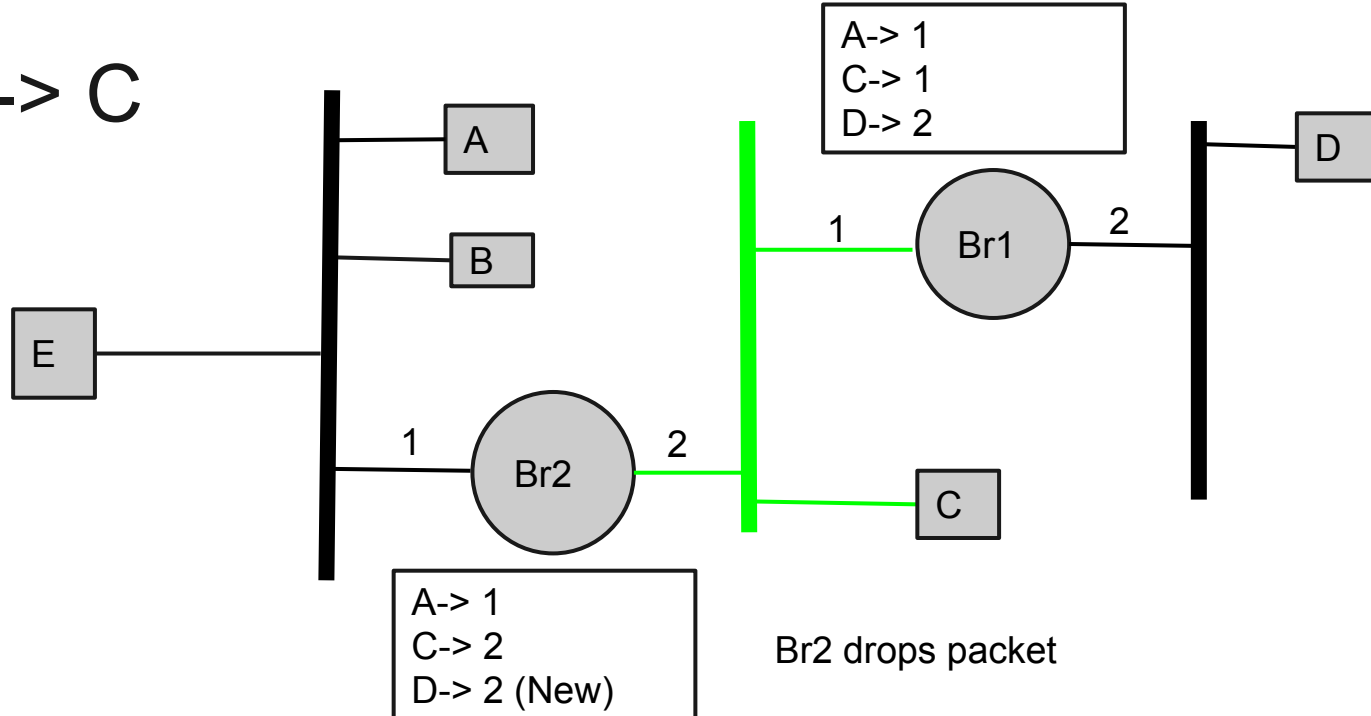 -> C
A-> 1
C-> 1
D-> 2
A
D
1
2
Br1
B
E
1
2
Br2
C
A-> 1
C-> 2
D-> 2 (New)
Br2 drops packet